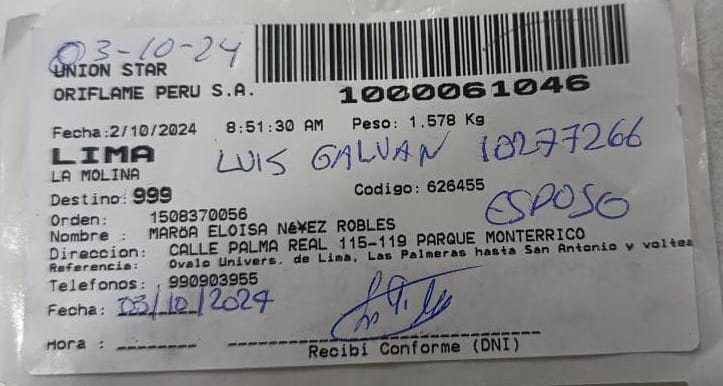 03-10-24
UNION STAR
ORIFLAME PERU S.A.
1000061046
Fecha:2/10/2024 8:51:30 AM Peso: 1.578 Kg
LIMA
LUIS GALVAN 10277266
LA MOLINA
Destino: 999 Codigo: 626455
ESPOSO
Orden: 1508370056
Nombre : MARÖA ELOISA Né¥EZ ROBLES
Direccion: CALLE PALMA REAL 115-119 PARQUE MONTERRICO
Referencia: Ovalo Univers. de Lima, Las Palmeras hasta San Antonio y voltea
Telefonos: 990903955
Fecha: 03/10/2024
Hora : ________ 
Recibi Conforme (DNI)